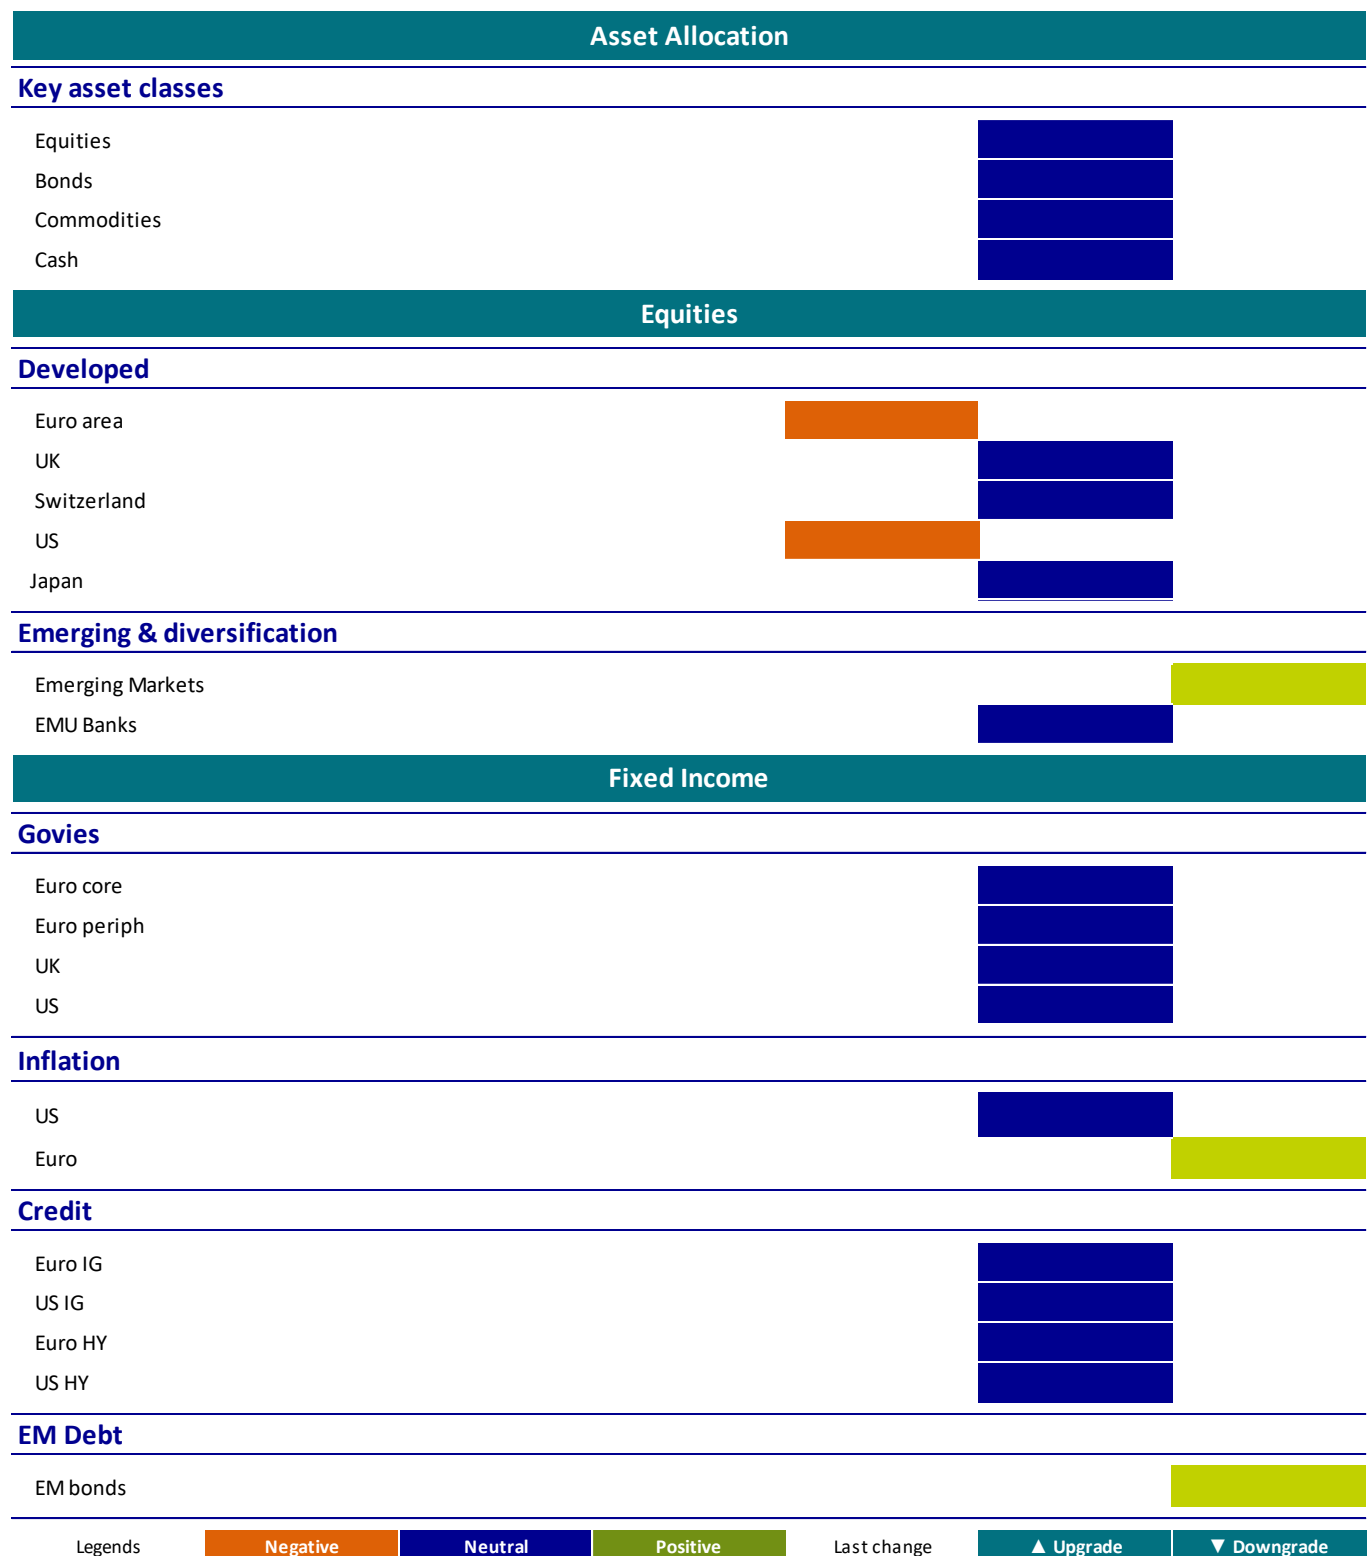 Asset Allocation
Key asset classes
Equities
Bonds
Commodities
Cash
Equities
Developed
Euro area
UK
Switzerland
US
Japan
Emerging & diversification
Emerging Markets
EMU Banks
Fixed Income
Govies
Euro core
Euro periph
UK
US
Inflation
US
Euro
Credit
Euro IG
US IG
Euro HY
US HY
EM Debt
EM bonds
Legends Negative Neutral Positive Last change ▲ Upgrade ▼ Downgrade